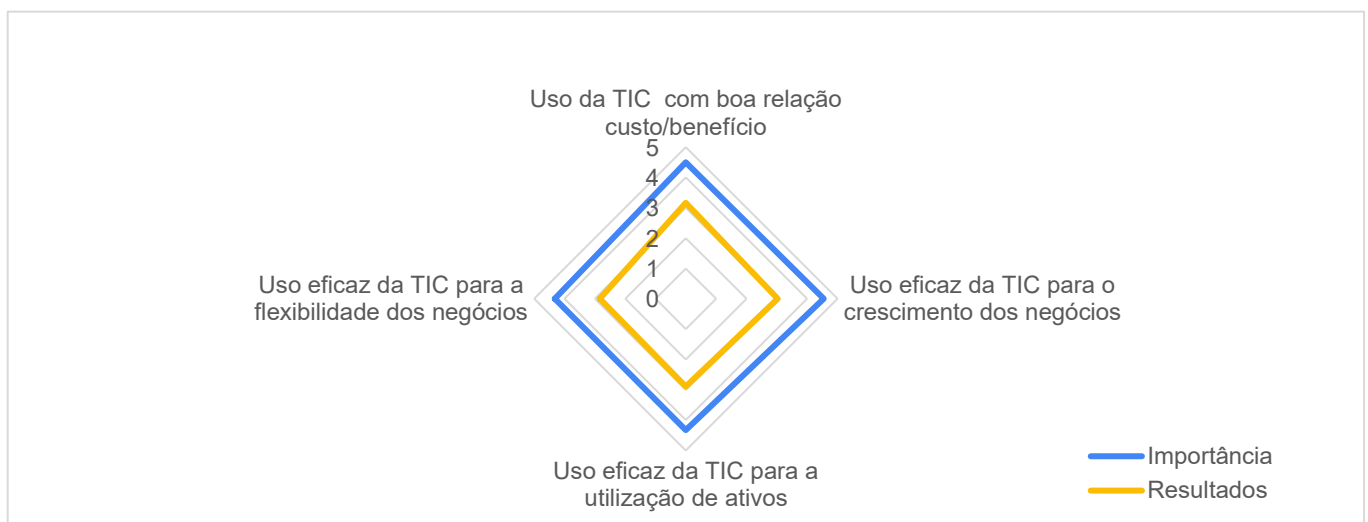 Uso da TIC  com boa relação
custo/benefício
5
4
3
2
1
0
Uso eficaz da TIC para a
flexibilidade dos negócios
Uso eficaz da TIC para o
crescimento dos negócios
Uso eficaz da TIC para a
utilização de ativos
Importância
Resultados